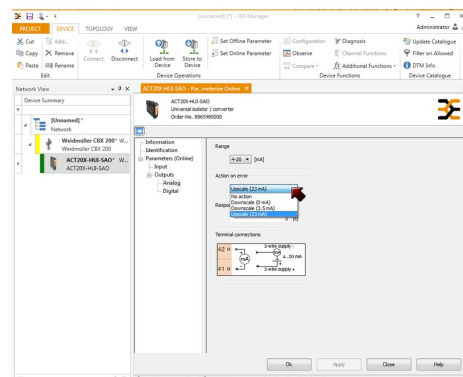 [Unnamed] (*) - WI-Manager
PROJECT DEVICE TOPOLOGY VIEW
Administrator
Cut Add...
Copy Remove
Paste Rename
Edit
Connect Disconnect
Load from Device
Store to Device
Device Operations
Set Offline Parameter
Set Online Parameter
Configuration Diagnosis
Observe Channel Functions
Compare Additional Functions
Device Functions
Update Catalogue
Filter on Allowed
DTM Info
Device Catalogue
Network View
Device Summary
[Unnamed]*
Network
Weidmüller CBX 200* W...
Weidmüller CBX 200
ACT20X-HUI-SAO* W...
ACT20X-HUI-SAO
ACT20X-HUI-SAO - Par...meterize Online
ACT20X-HUI-SAO
Universal isolator / converter
Order-No. 8965490000
Information
Identification
Parameters (Online)
Input
Outputs
Analog
Digital
Range
4-20 [mA]
Action on error
Upscale (23 mA)
No action
Downscale (0 mA)
Downscale (3.5 mA)
Upscale (23 mA)
Respo
0 [s]
Terminal connections
42 2-wire supply -
mA mA 4...20 mA
41 2-wire supply +
Ok Apply Close Help